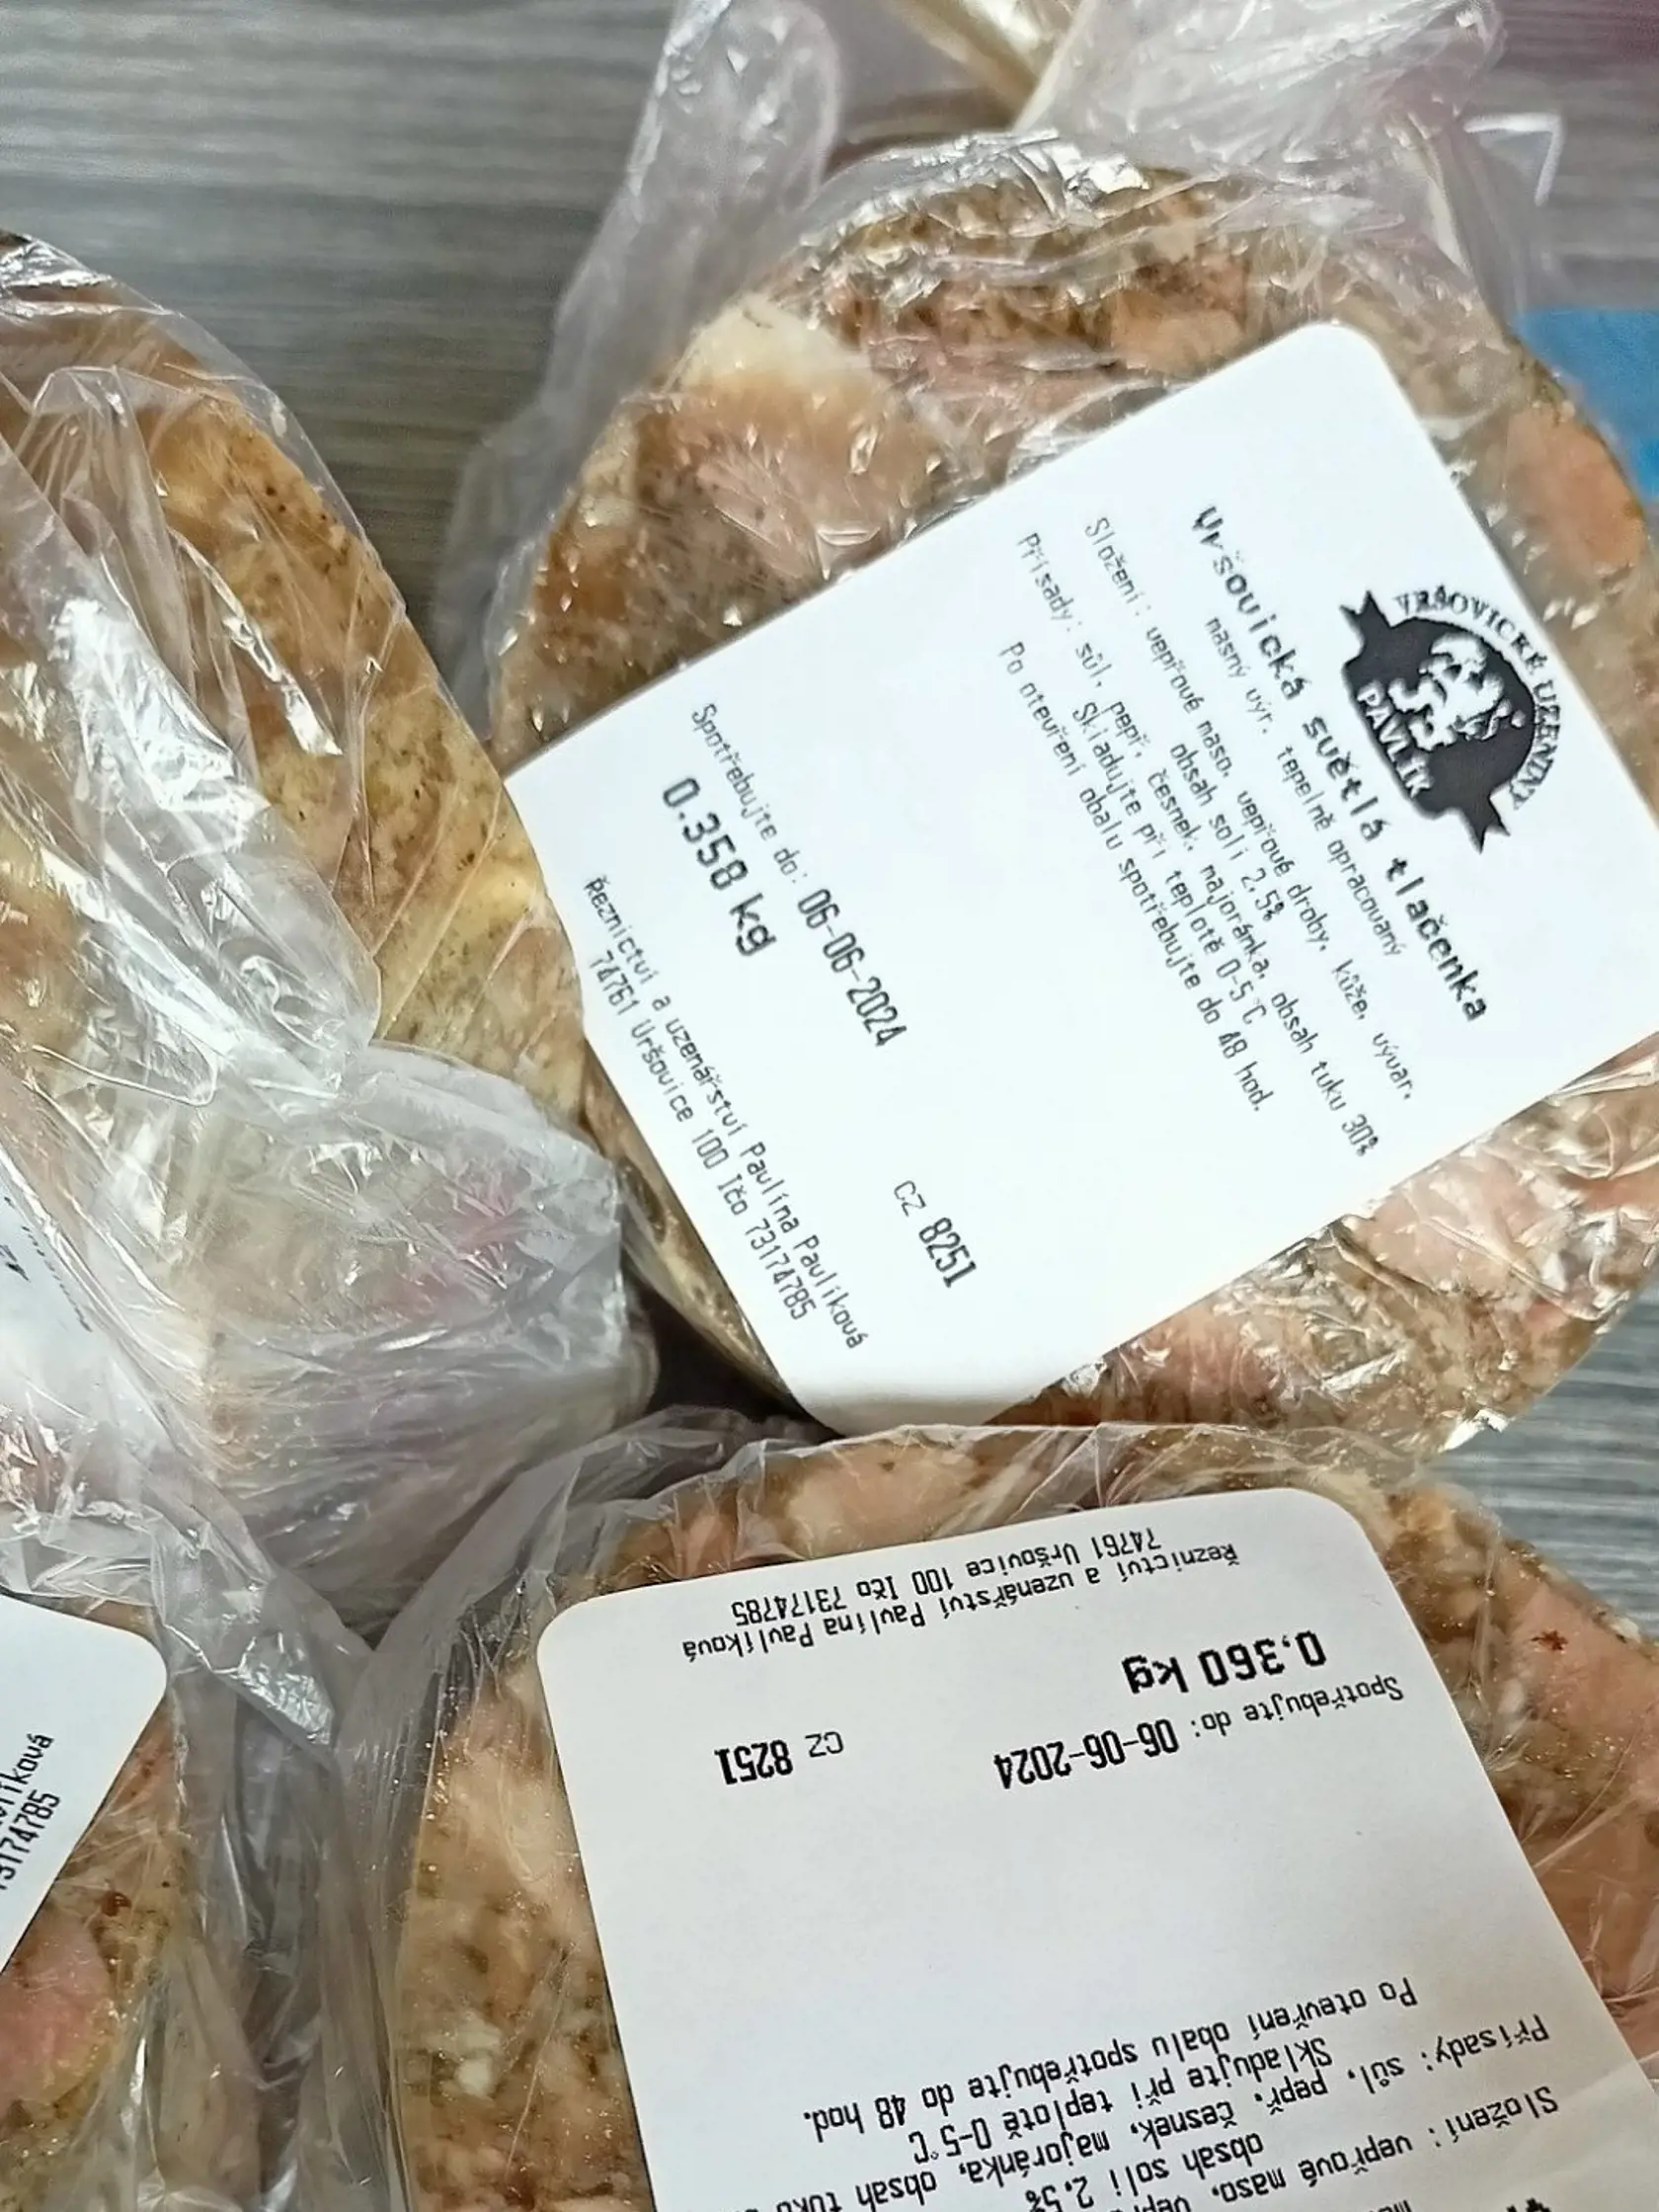 VRŠOVICKÉ UZENINY
PAVLÍK
Vršovická světlá tlačenka
masný výr. tepelně opracovaný
Složení: vepřové maso, vepřové droby, kůže, vývar,
obsah soli 2,5%
Přísady: sůl, pepř, česnek, majoránka, obsah tuku 30%
Skladujte při teplotě 0-5°C
Po otevření obalu spotřebujte do 48 hod.
Spotřebujte do: 06-06-2024
CZ 8251
0.358 kg
Řeznictví a uzenářství Pavlína Pavlíková
74761 Vršovice 100 Ičo 73174785
Složení: vepřové maso,
obsah soli 2,5%
Přísady: sůl, pepř, česnek, majoránka, obsah tuku
Skladujte při teplotě 0-5°C
Po otevření obalu spotřebujte do 48 hod.
Spotřebujte do: 06-06-2024
CZ 8251
0,360 kg
Řeznictví a uzenářství Pavlína Pavlíková
74761 Vršovice 100 Ičo 73174785